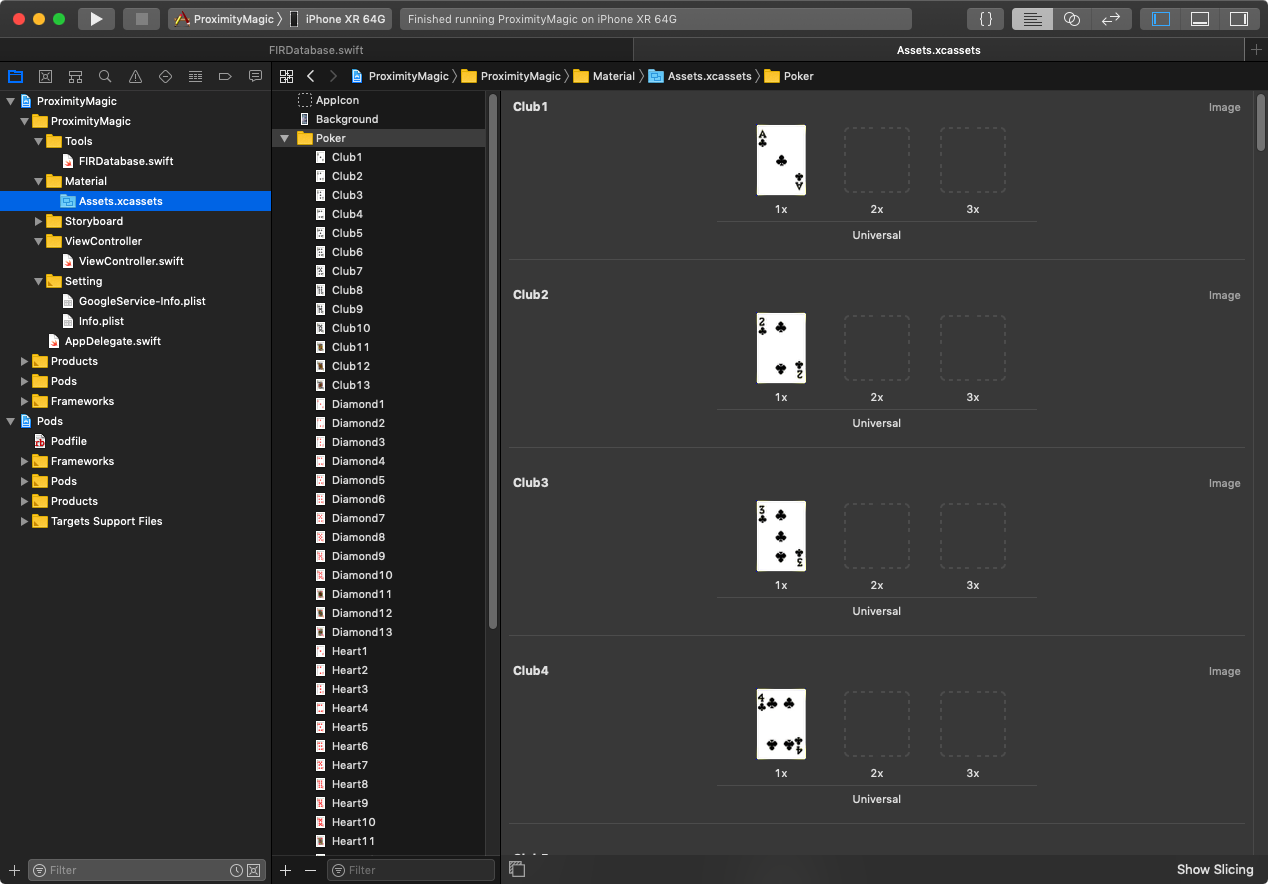 ProximityMagic
iPhone XR 64G
Finished running ProximityMagic on iPhone XR 64G
{ }
FIRDatabase.swift
Assets.xcassets
ProximityMagic
ProximityMagic
Material
Assets.xcassets
Poker
ProximityMagic
ProximityMagic
Tools
FIRDatabase.swift
Material
Assets.xcassets
Storyboard
ViewController
ViewController.swift
Setting
GoogleService-Info.plist
Info.plist
AppDelegate.swift
Products
Pods
Frameworks
Pods
Podfile
Frameworks
Pods
Products
Targets Support Files
Filter
AppIcon
Background
Poker
Club1
Club2
Club3
Club4
Club5
Club6
Club7
Club8
Club9
Club10
Club11
Club12
Club13
Diamond1
Diamond2
Diamond3
Diamond4
Diamond5
Diamond6
Diamond7
Diamond8
Diamond9
Diamond10
Diamond11
Diamond12
Diamond13
Heart1
Heart2
Heart3
Heart4
Heart5
Heart6
Heart7
Heart8
Heart9
Heart10
Heart11
Filter
Club1
Image
A
A
1x
2x
3x
Universal
Club2
Image
2
2
1x
2x
3x
Universal
Club3
Image
3
3
1x
2x
3x
Universal
Club4
Image
4
4
1x
2x
3x
Universal
Show Slicing